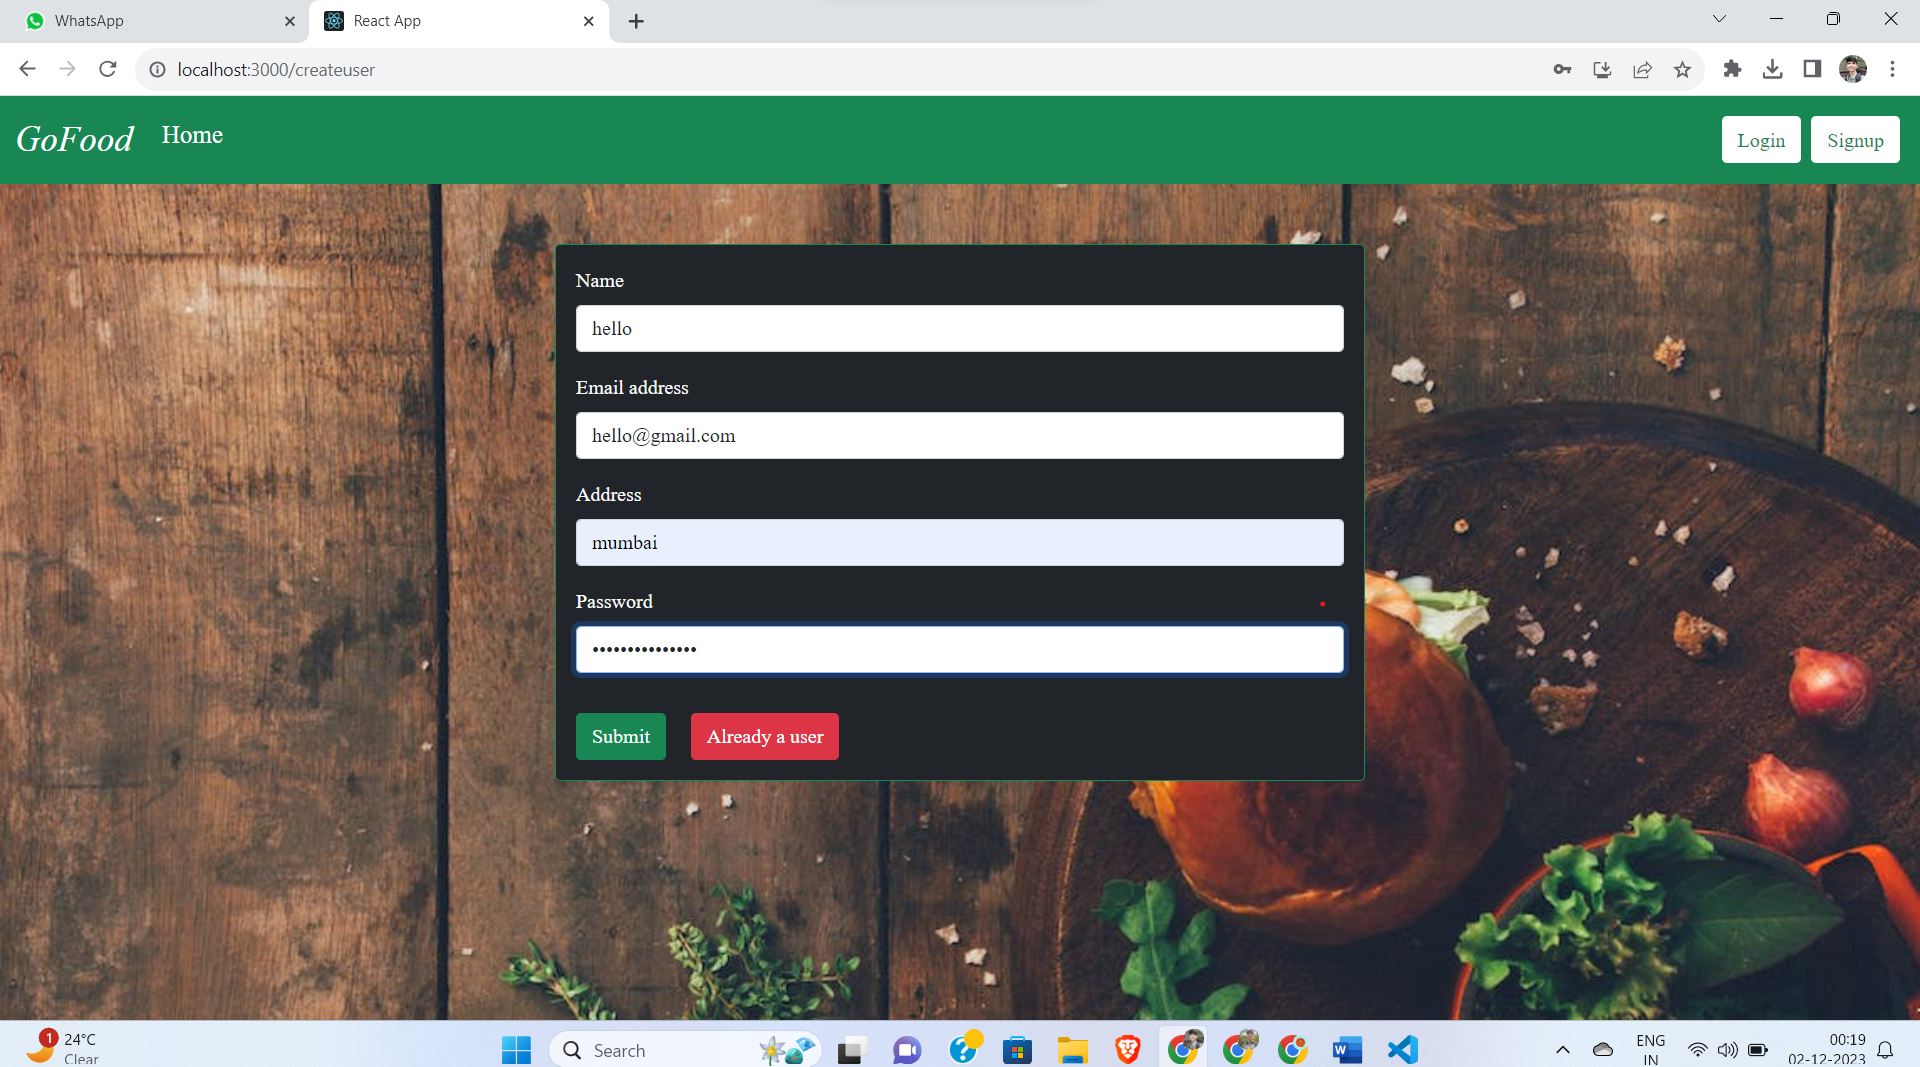 WhatsApp
React App
localhost:3000/createuser
GoFood
Home
Login
Signup
Name
hello
Email address
hello@gmail.com
Address
mumbai
Password
•••••••••••••••
Submit
Already a user
1
24°C
Clear
Search
ENG
IN
00:19
02-12-2023